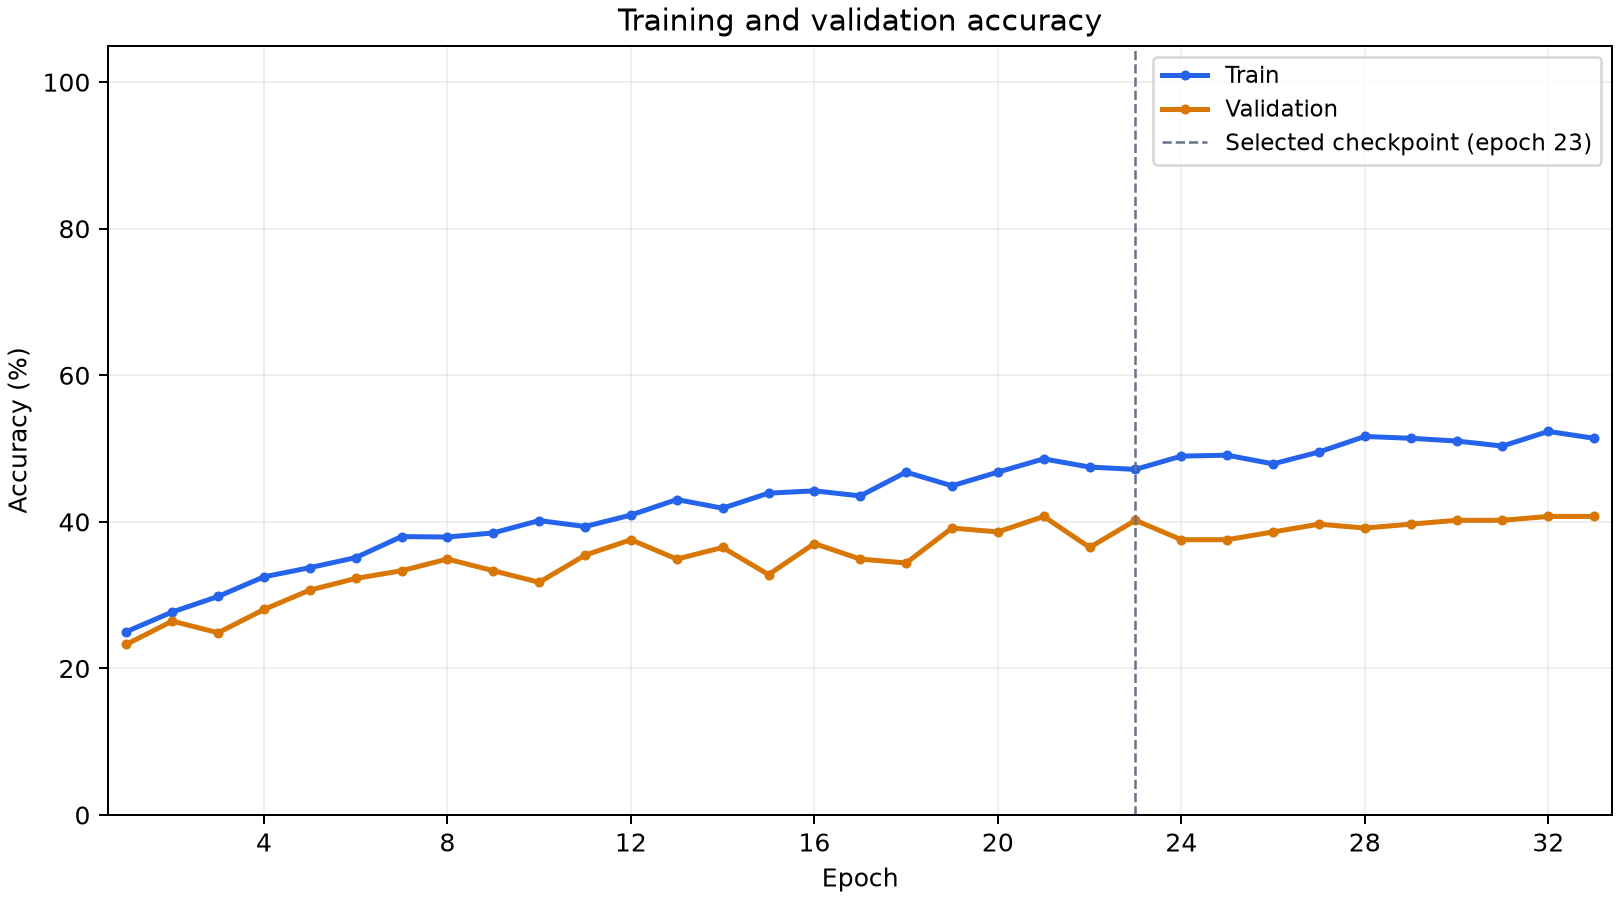 Training and validation accuracy
Train
Validation
Selected checkpoint (epoch 23)
Accuracy (%)
100
80
60
40
20
0
4 8 12 16 20 24 28 32
Epoch